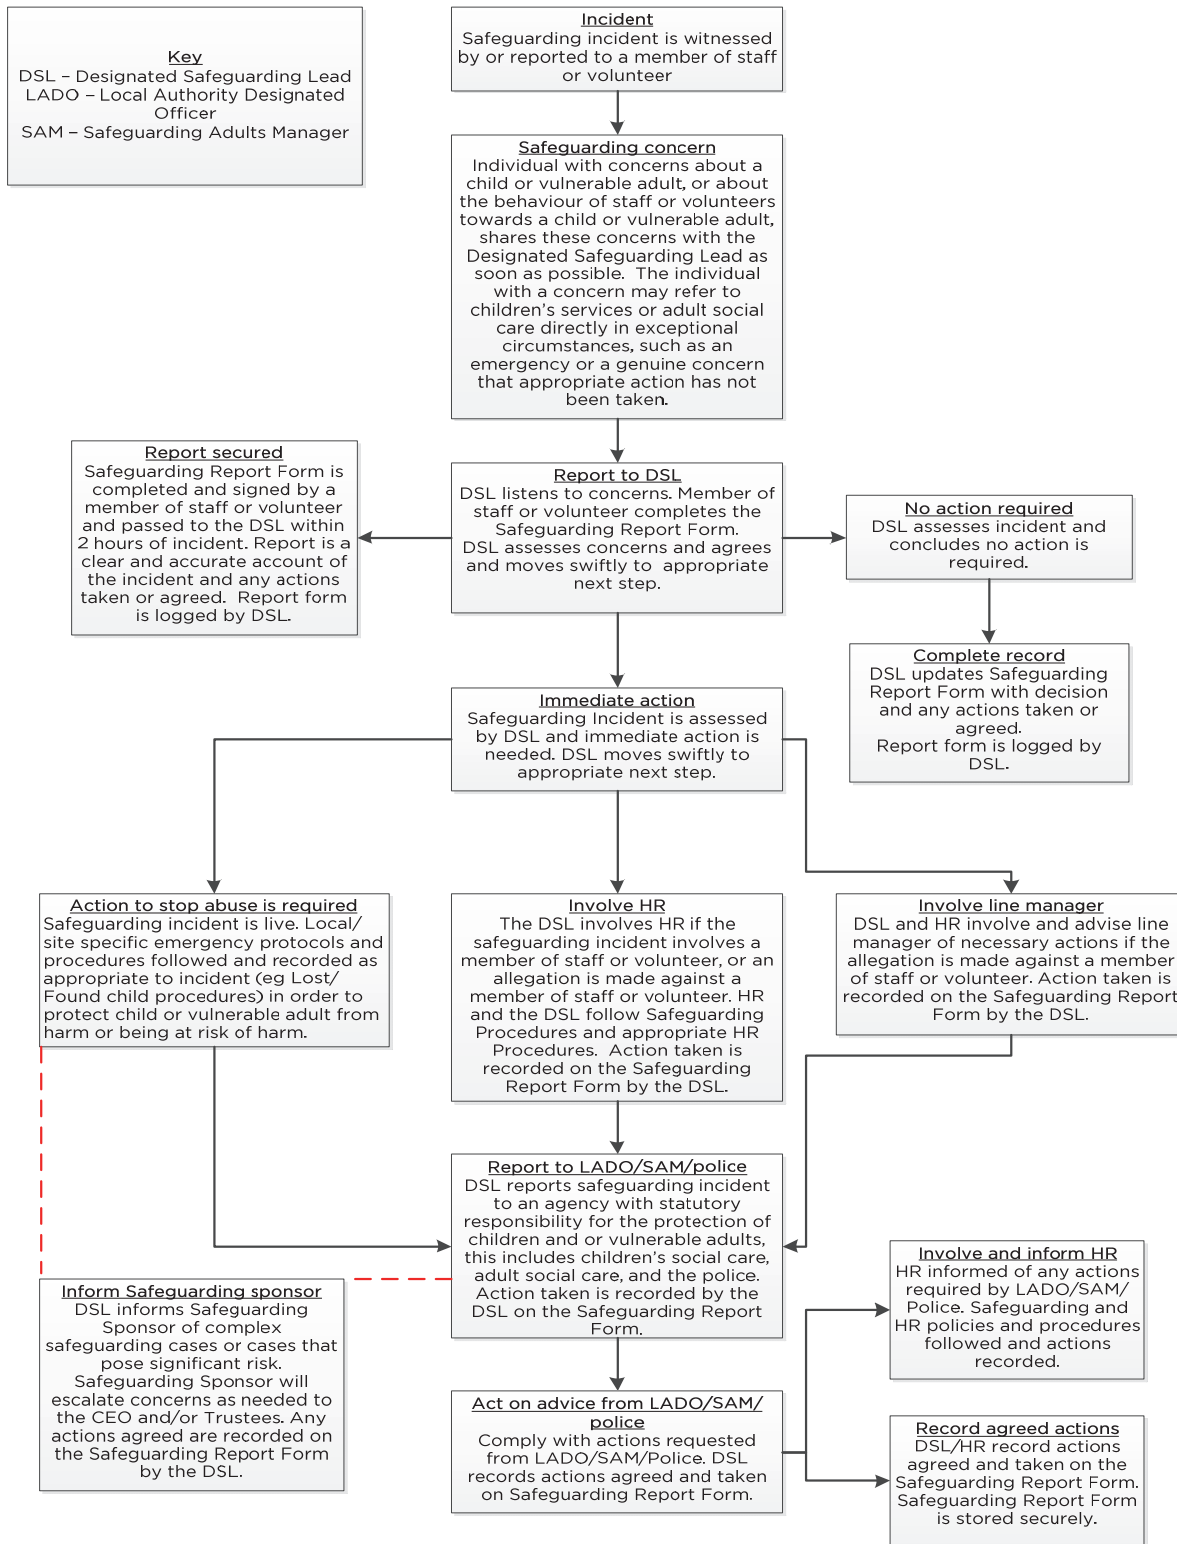 Key
DSL – Designated Safeguarding Lead
LADO – Local Authority Designated
Officer
SAM – Safeguarding Adults Manager
Incident
Safeguarding incident is witnessed
by or reported to a member of staff
or volunteer
Safeguarding concern
Individual with concerns about a
child or vulnerable adult, or about
the behaviour of staff or volunteers
towards a child or vulnerable adult,
shares these concerns with the
Designated Safeguarding Lead as
soon as possible. The individual
with a concern may refer to
children's services or adult social
care directly in exceptional
circumstances, such as an
emergency or a genuine concern
that appropriate action has not
been taken.
Report secured
Safeguarding Report Form is
completed and signed by a
member of staff or volunteer
and passed to the DSL within
2 hours of incident. Report is a
clear and accurate account of
the incident and any actions
taken or agreed. Report form
is logged by DSL.
Report to DSL
DSL listens to concerns. Member of
staff or volunteer completes the
Safeguarding Report Form.
DSL assesses concerns and agrees
and moves swiftly to appropriate
next step.
No action required
DSL assesses incident and
concludes no action is
required.
Complete record
DSL updates Safeguarding
Report Form with decision
and any actions taken or
agreed.
Report form is logged by
DSL.
Immediate action
Safeguarding Incident is assessed
by DSL and immediate action is
needed. DSL moves swiftly to
appropriate next step.
Action to stop abuse is required
Safeguarding incident is live. Local/
site specific emergency protocols and
procedures followed and recorded as
appropriate to incident (eg Lost/
Found child procedures) in order to
protect child or vulnerable adult from
harm or being at risk of harm.
Involve HR
The DSL involves HR if the
safeguarding incident involves a
member of staff or volunteer, or an
allegation is made against a
member of staff or volunteer. HR
and the DSL follow Safeguarding
Procedures and appropriate HR
Procedures. Action taken is
recorded on the Safeguarding
Report Form by the DSL.
Involve line manager
DSL and HR involve and advise line
manager of necessary actions if the
allegation is made against a member
of staff or volunteer. Action taken is
recorded on the Safeguarding Report
Form by the DSL.
Report to LADO/SAM/police
DSL reports safeguarding incident
to an agency with statutory
responsibility for the protection of
children and or vulnerable adults,
this includes children's social care,
adult social care, and the police.
Action taken is recorded by the
DSL on the Safeguarding Report
Form.
Inform Safeguarding sponsor
DSL informs Safeguarding
Sponsor of complex
safeguarding cases or cases that
pose significant risk.
Safeguarding Sponsor will
escalate concerns as needed to
the CEO and/or Trustees. Any
actions agreed are recorded on
the Safeguarding Report Form
by the DSL.
Act on advice from LADO/SAM/
police
Comply with actions requested
from LADO/SAM/Police. DSL
records actions agreed and taken
on Safeguarding Report Form.
Involve and inform HR
HR informed of any actions
required by LADO/SAM/
Police. Safeguarding and
HR policies and procedures
followed and actions
recorded.
Record agreed actions
DSL/HR record actions
agreed and taken on the
Safeguarding Report Form.
Safeguarding Report Form
is stored securely.